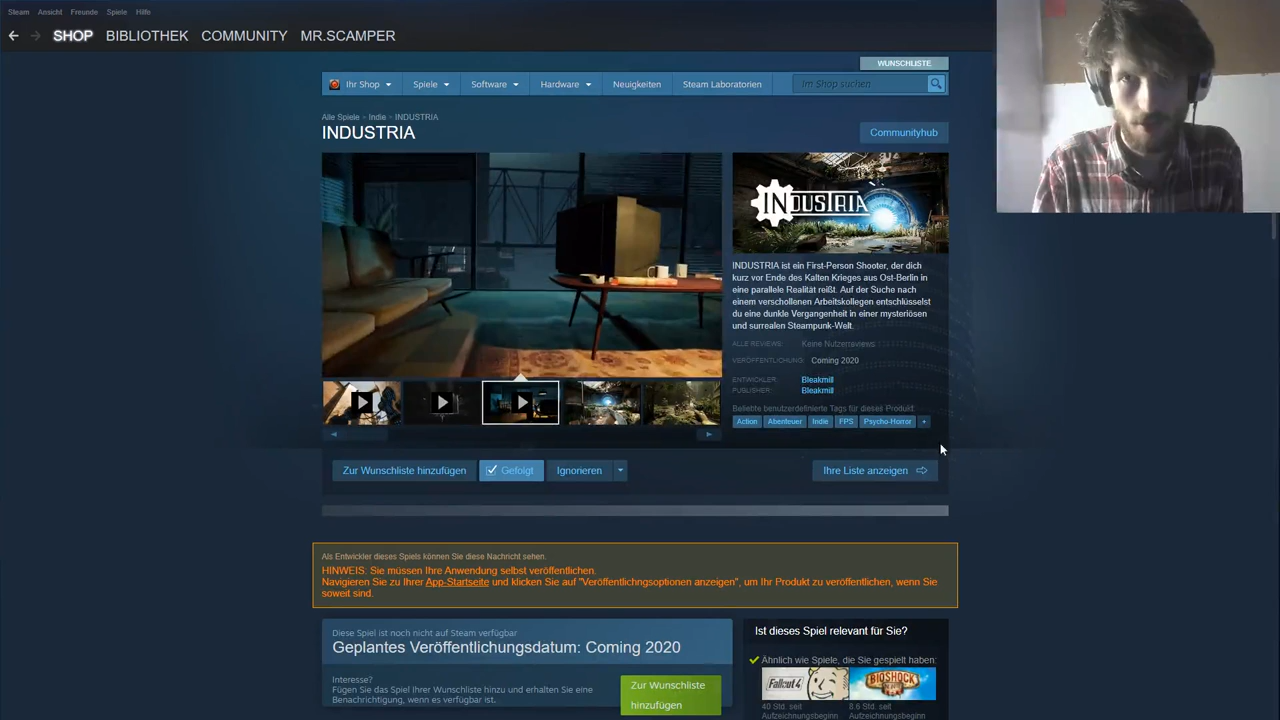 Steam Ansicht Freunde Spiele Hilfe
SHOP BIBLIOTHEK COMMUNITY MR.SCAMPER
WUNSCHLISTE
Ihr Shop Spiele Software Hardware Neuigkeiten Steam Laboratorien Im Shop suchen
Alle Spiele > Indie > INDUSTRIA
INDUSTRIA
Communityhub
INDUSTRIA
INDUSTRIA ist ein First-Person Shooter, der dich
kurz vor Ende des Kalten Krieges aus Ost-Berlin in
eine parallele Realität reißt. Auf der Suche nach
einem verschollenen Arbeitskollegen entschlüsselst
du eine dunkle Vergangenheit in einer mysteriösen
und surrealen Steampunk-Welt.
ALLE REVIEWS: Keine Nutzerreviews
VERÖFFENTLICHUNG: Coming 2020
ENTWICKLER: Bleakmill
PUBLISHER: Bleakmill
Beliebte benutzerdefinierte Tags für dieses Produkt:
Action Abenteuer Indie FPS Psycho-Horror +
Zur Wunschliste hinzufügen Gefolgt Ignorieren Ihre Liste anzeigen
Als Entwickler dieses Spiels können Sie diese Nachricht sehen.
HINWEIS: Sie müssen Ihre Anwendung selbst veröffentlichen.
Navigieren Sie zu Ihrer App-Startseite und klicken Sie auf "Veröffentlichngsoptionen anzeigen", um Ihr Produkt zu veröffentlichen, wenn Sie
soweit sind.
Dieses Spiel ist noch nicht auf Steam verfügbar
Geplantes Veröffentlichungsdatum: Coming 2020
Interesse?
Fügen Sie das Spiel Ihrer Wunschliste hinzu und erhalten Sie eine
Benachrichtigung, wenn es verfügbar ist.
Zur Wunschliste
hinzufügen
Ist dieses Spiel relevant für Sie?
Ähnlich wie Spiele, die Sie gespielt haben:
Fallout 4 BIOSHOCK
40 Std. seit
Aufzeichnungsbeginn
8.6 Std. seit
Aufzeichnungsbeginn